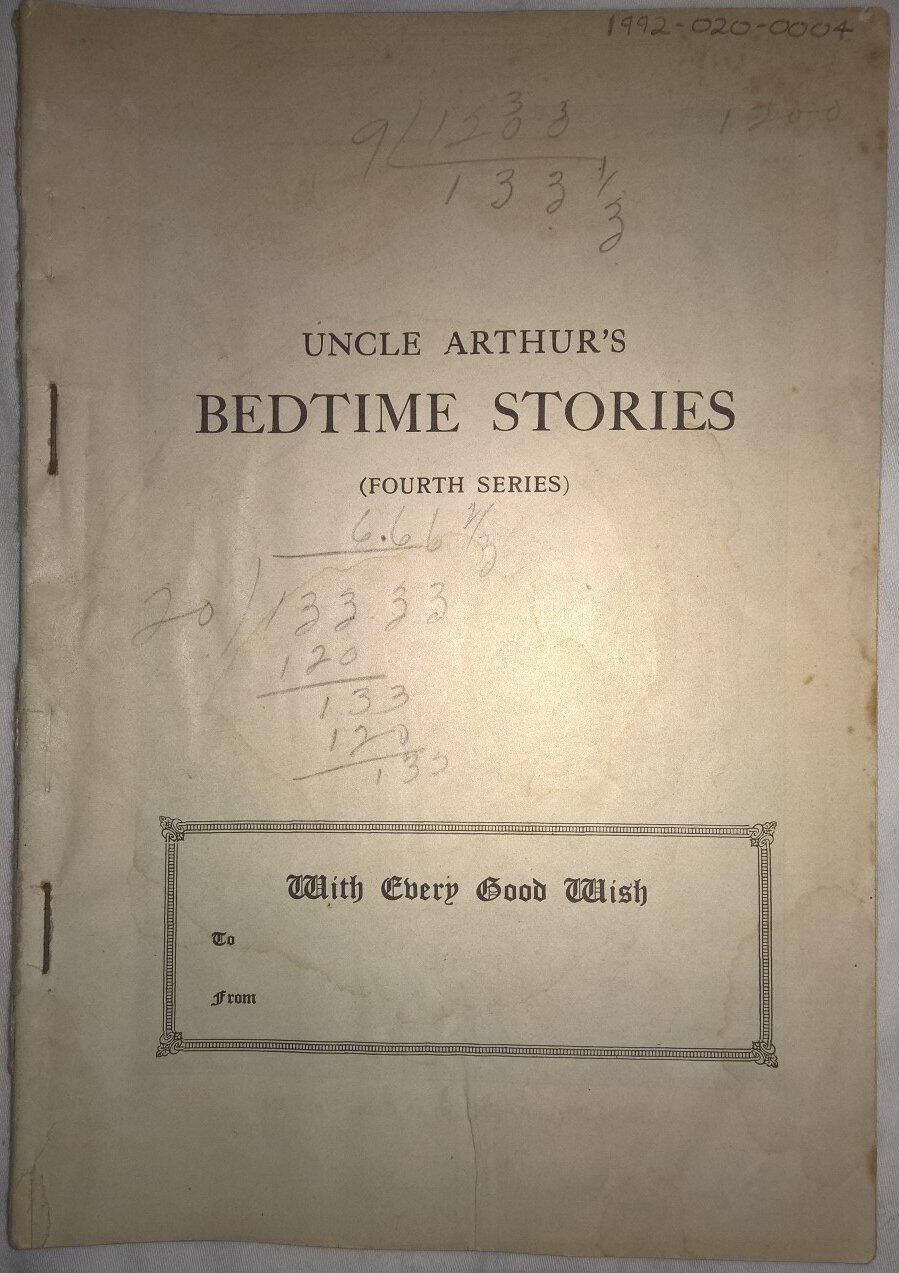 1992-020-0004
1200
9/1200
133 1/3
UNCLE ARTHUR'S
BEDTIME STORIES
(FOURTH SERIES)
6.66 2/3
20/133.33
120
133
120
133
With Every Good Wish
To
From